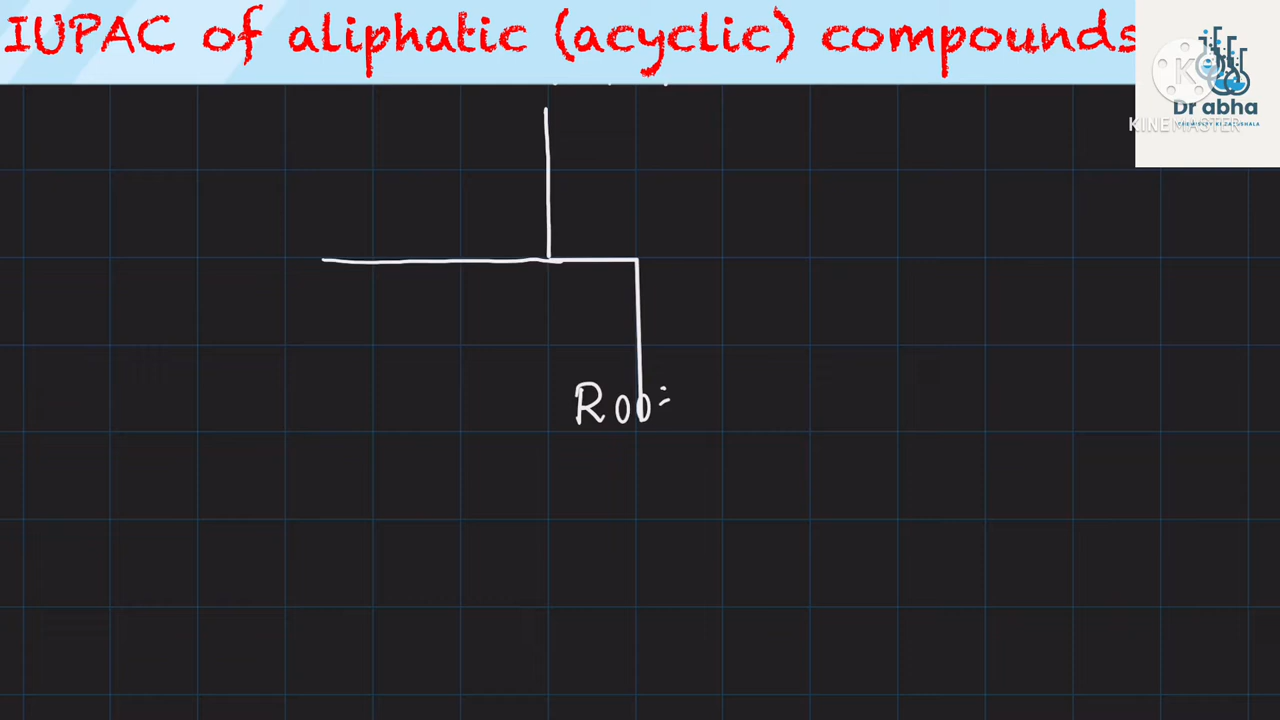 IUPAC of aliphatic (acyclic) compounds
K
Dr abha
KINEMASTER
Roo